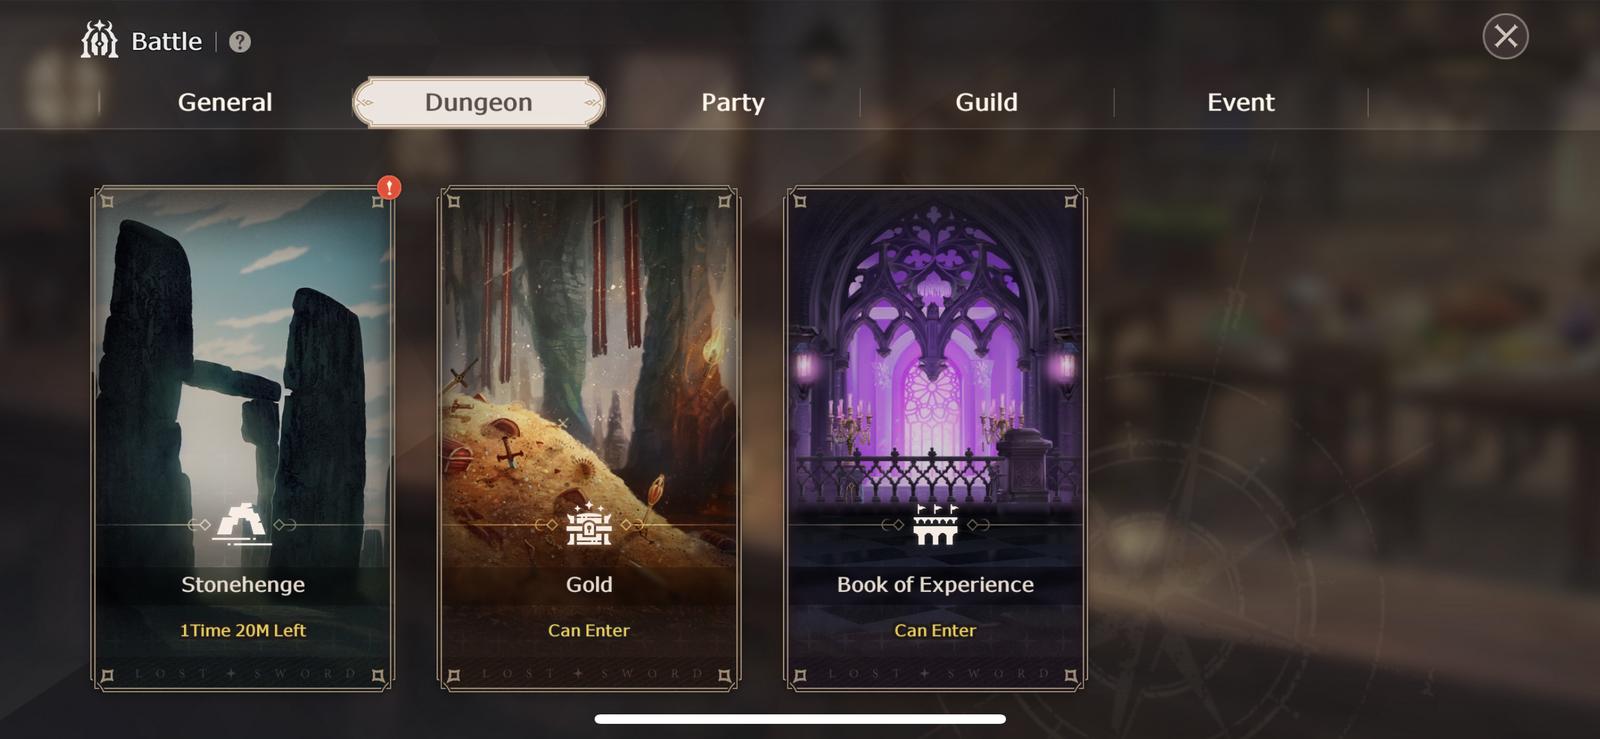 Battle | ?
General
Dungeon
Party
Guild
Event
!
Stonehenge
1Time 20M Left
LOST SWORD
Gold
Can Enter
LOST SWORD
Book of Experience
Can Enter
LOST SWORD